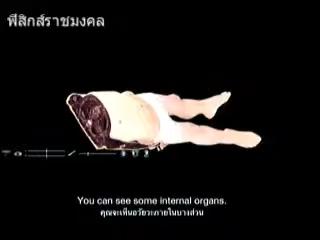 ฟิสิกส์ราชมงคล
You can see some internal organs.
คุณจะเห็นอวัยวะภายในบางส่วน